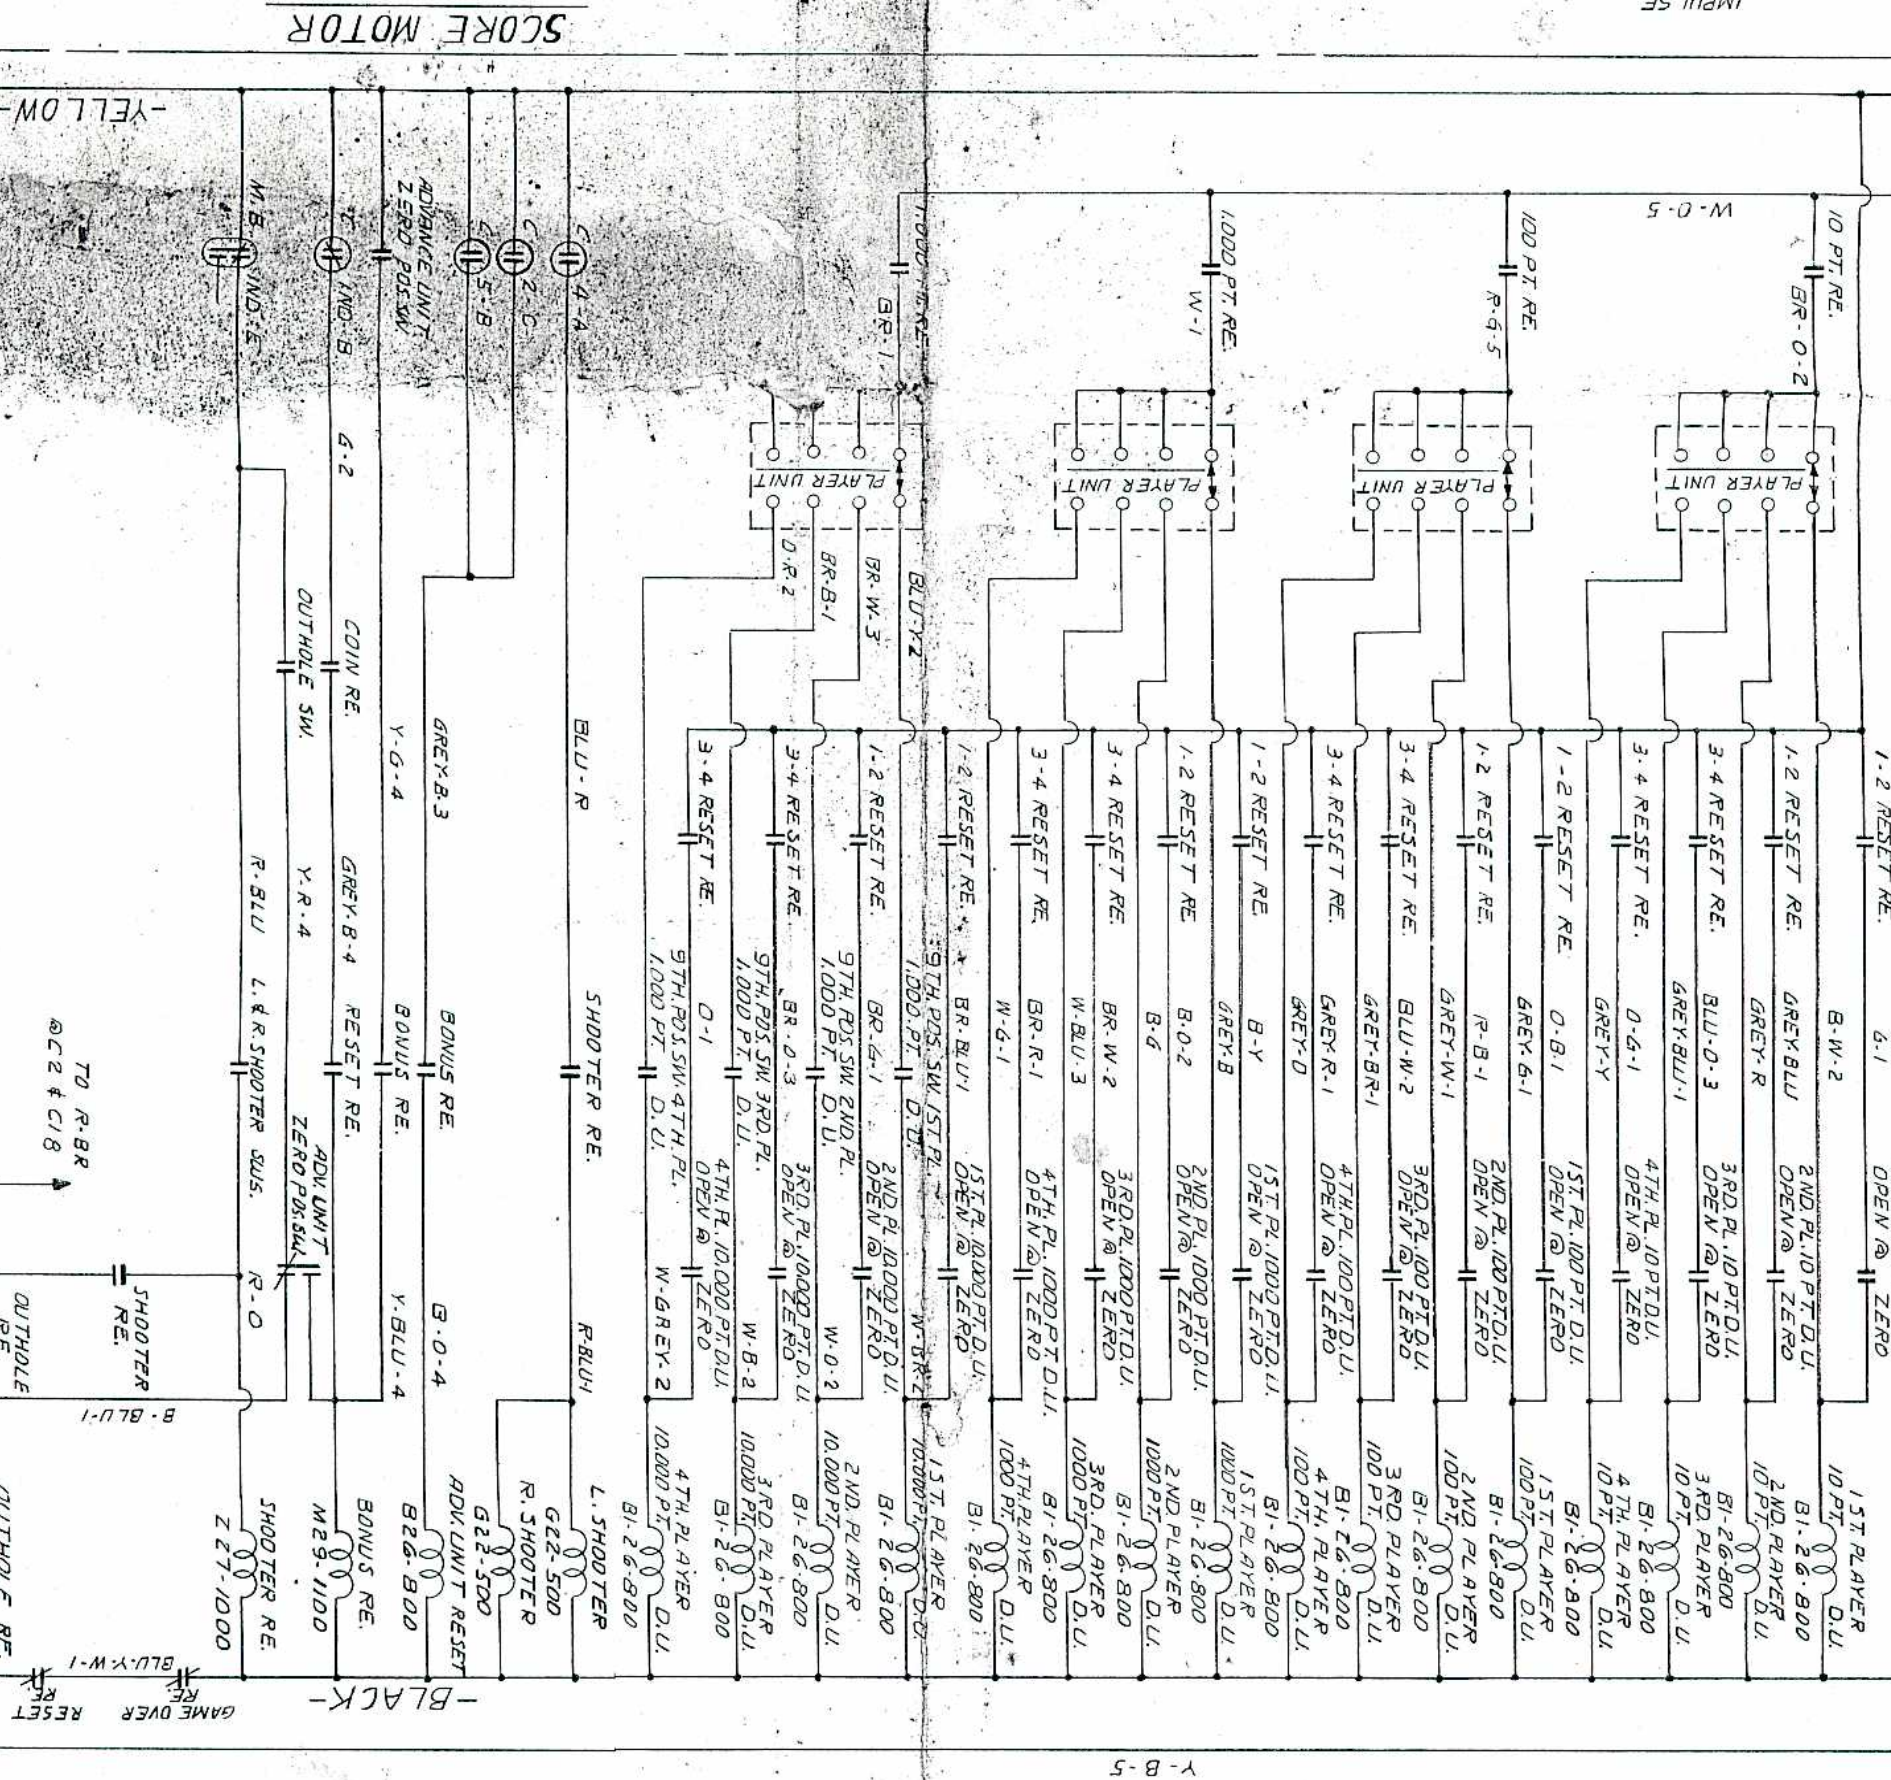 SCORE MOTOR
IMPULSE
-YELLOW-
W-O-5
10 PT. RE.
BR-O-2
100 PT. RE.
R-G-5
1,000 PT. RE.
W-1
1,000 PT. RE.
BR-1
C 4-A
C 2-C
C 5-B
ADVANCE UNIT
ZERO POS. SW.
C IND B
M.B. IND-E
PLAYER UNIT
PLAYER UNIT
PLAYER UNIT
PLAYER UNIT
O-R-2
BR-B-1
BR-W-3
BLU-Y-2
G-2
OUTHOLE SW.
COIN RE.
Y-G-4
GREY-B-3
BLU-R
R-BLU
Y-R-4
GREY-B-4
L. & R. SHOOTER SWS.
RESET RE.
BONUS RE.
BONUS RE.
SHOOTER RE.
1-2 RESET RE.
G-1
OPEN @ ZERO
B-W-2
1-2 RESET RE.
GREY-BLU
2ND. PL. 10 PT. D.U.
OPEN @ ZERO
GREY-R
3-4 RESET RE.
BLU-O-3
3RD. PL. 10 PT. D.U.
OPEN @ ZERO
GREY-BLU-1
3-4 RESET RE.
O-G-1
4TH. PL. 10 PT. D.U.
OPEN @ ZERO
GREY-Y
1-2 RESET RE.
O-B-1
1ST. PL. 100 PT. D.U.
OPEN @ ZERO
GREY-G-1
1-2 RESET RE.
R-B-1
2ND. PL. 100 PT. D.U.
OPEN @ ZERO
GREY-W-1
3-4 RESET RE.
BLU-W-2
3RD. PL. 100 PT. D.U.
OPEN @ ZERO
GREY-BR-1
3-4 RESET RE.
GREY-R-1
4TH. PL. 100 PT. D.U.
OPEN @ ZERO
GREY-O
1-2 RESET RE.
B-Y
1ST. PL. 1000 PT. D.U.
OPEN @ ZERO
GREY-B
1-2 RESET RE.
B-O-2
2ND. PL. 1000 PT. D.U.
OPEN @ ZERO
B-G
3-4 RESET RE.
BR-W-2
3RD. PL. 1000 PT. D.U.
OPEN @ ZERO
W-BLU-3
3-4 RESET RE.
BR-R-1
4TH. PL. 1000 PT. D.U.
OPEN @ ZERO
W-G-1
1-2 RESET RE.
BR-BLU-1
1ST. PL. 10,000 PT. D.U.
OPEN @ ZERO
9TH. POS. SW. 1ST. PL.
1,000. PT. D.U.
W-BR-2
1-2 RESET RE.
BR-G-1
2ND. PL. 10,000 PT. D.U.
OPEN @ ZERO
9TH. POS. SW. 2ND. PL.
1,000 PT. D.U.
W-O-2
3-4 RESET RE.
BR-O-3
3RD. PL. 10,000 PT. D.U.
OPEN @ ZERO
9TH. POS. SW. 3RD. PL.
1,000 PT. D.U.
W-B-2
3-4 RESET RE.
O-1
4TH. PL. 10,000 PT. D.U.
OPEN @ ZERO
9TH. POS. SW. 4TH. PL.
1,000 PT. D.U.
W-GREY-2
R-BLU-1
B-O-4
Y-BLU-4
ADV. UNIT
ZERO POS. SW.
R-O
TO R-BR
@C2 & C18
SHOOTER
RE.
OUTHOLE
RE.
B-BLU-1
1ST. PLAYER
10 PT. D.U.
B1-26-800
2ND. PLAYER
10 PT. D.U.
B1-26-800
3RD. PLAYER
10 PT. D.U.
B1-26-800
4TH. PLAYER
10 PT. D.U.
B1-26-800
1ST. PLAYER
100 PT. D.U.
B1-26-800
2ND. PLAYER
100 PT. D.U.
B1-26-800
3RD. PLAYER
100 PT. D.U.
B1-26-800
4TH. PLAYER
100 PT. D.U.
B1-26-800
1ST. PLAYER
1000 PT. D.U.
B1-26-800
2ND. PLAYER
1000 PT. D.U.
B1-26-800
3RD. PLAYER
1000 PT. D.U.
B1-26-800
4TH. PLAYER
1000 PT. D.U.
B1-26-800
1ST. PLAYER
10,000 PT. D.U.
B1-26-800
2ND. PLAYER
10,000 PT. D.U.
B1-26-800
3RD. PLAYER
10,000 PT. D.U.
B1-26-800
4TH. PLAYER
10,000 PT. D.U.
B1-26-800
L. SHOOTER
G22-500
R. SHOOTER
G22-500
ADV. UNIT RESET
B26-800
BONUS RE.
M29-1100
SHOOTER RE.
Z27-1000
OUTHOLE RE.
-BLACK-
GAME OVER
RE.
RESET
RE.
BLU-Y-W-1
Y-B-5